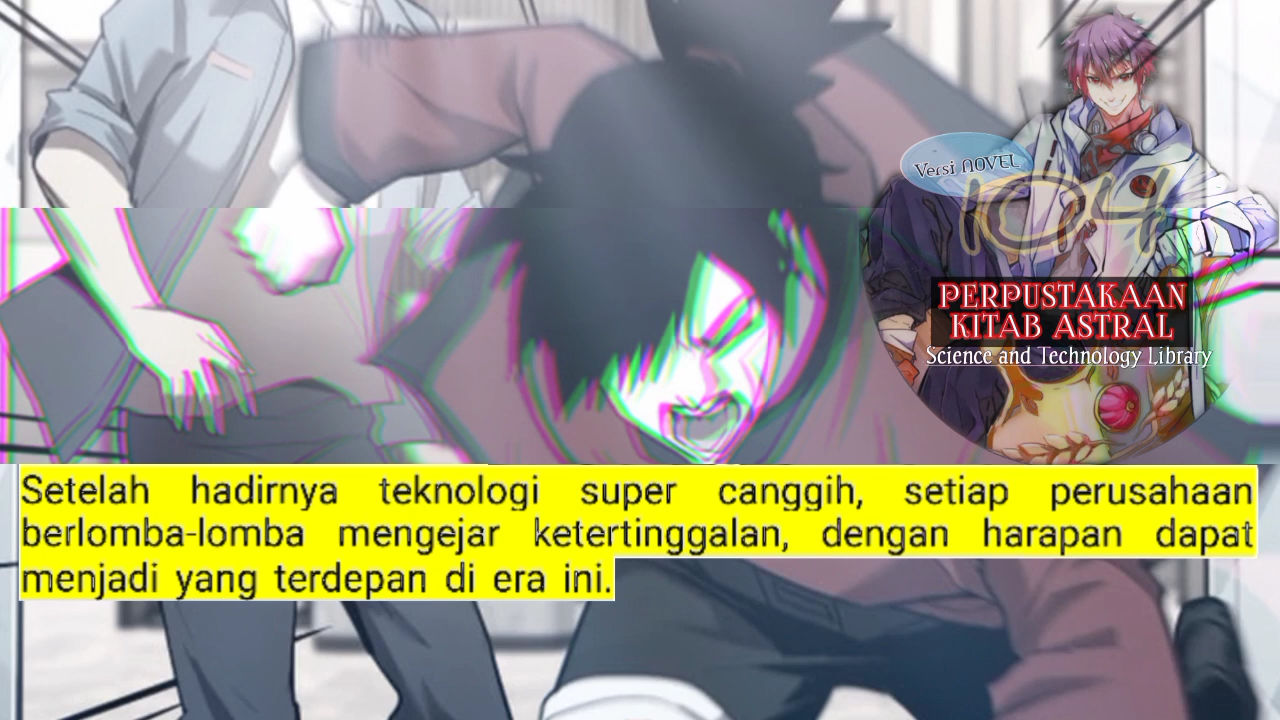 Versi NOVEL
104
PERPUSTAKAAN
KITAB ASTRAL
Science and Technology Library
Setelah hadirnya teknologi super canggih, setiap perusahaan
berlomba-lomba mengejar ketertinggalan, dengan harapan dapat
menjadi yang terdepan di era ini.